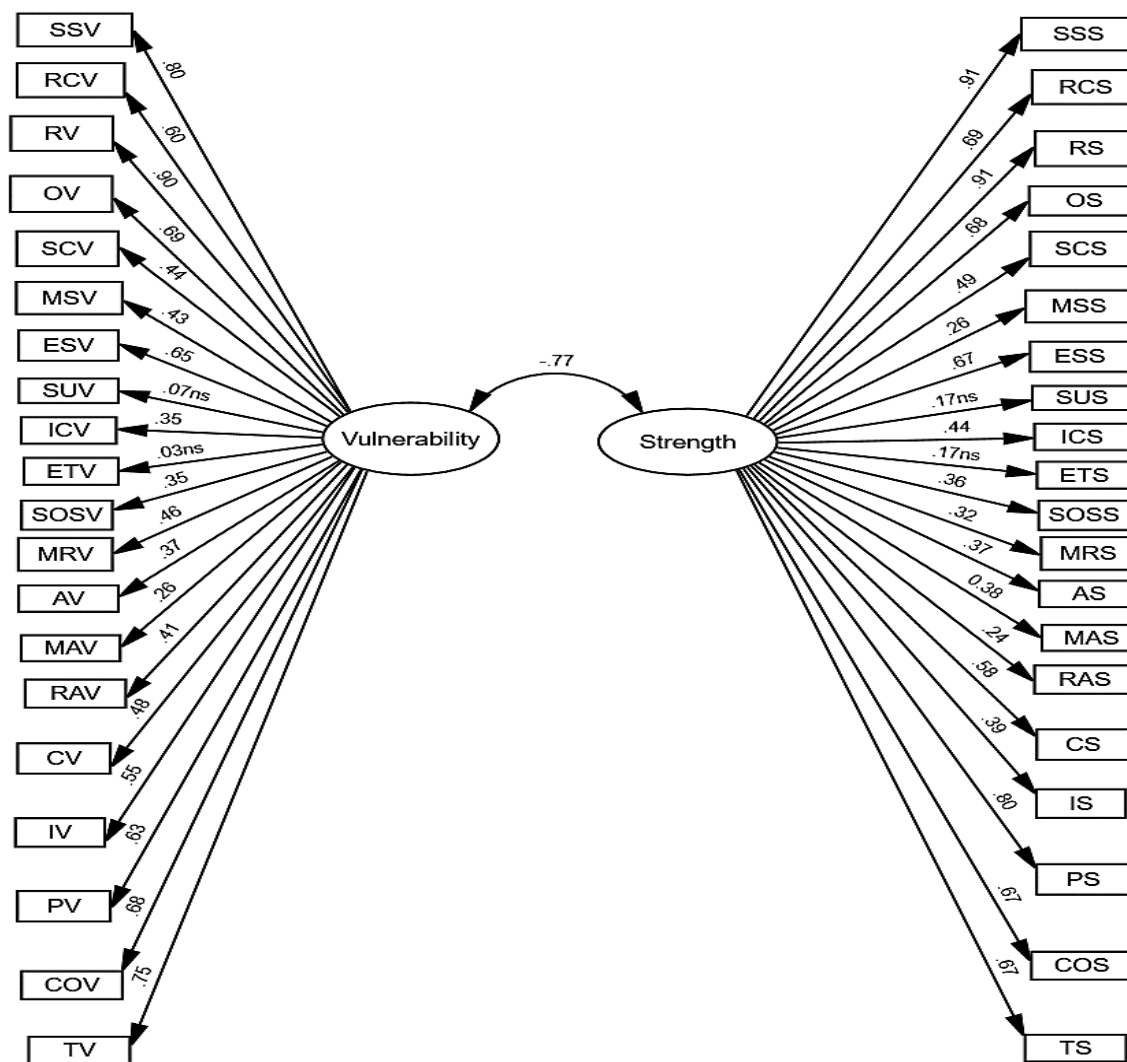 SSV
RCV
RV
OV
SCV
MSV
ESV
SUV
ICV
ETV
SOSV
MRV
AV
MAV
RAV
CV
IV
PV
COV
TV
.80
.60
.90
.69
.44
.43
.65
.07ns
.35
.03ns
.35
.46
.37
.26
.41
.48
.55
.63
.68
.75
Vulnerability
-.77
Strength
.91
.69
.91
.68
.49
.26
.67
.17ns
.44
.17ns
.36
.32
.37
0.38
.24
.58
.39
.80
.67
.67
SSS
RCS
RS
OS
SCS
MSS
ESS
SUS
ICS
ETS
SOSS
MRS
AS
MAS
RAS
CS
IS
PS
COS
TS